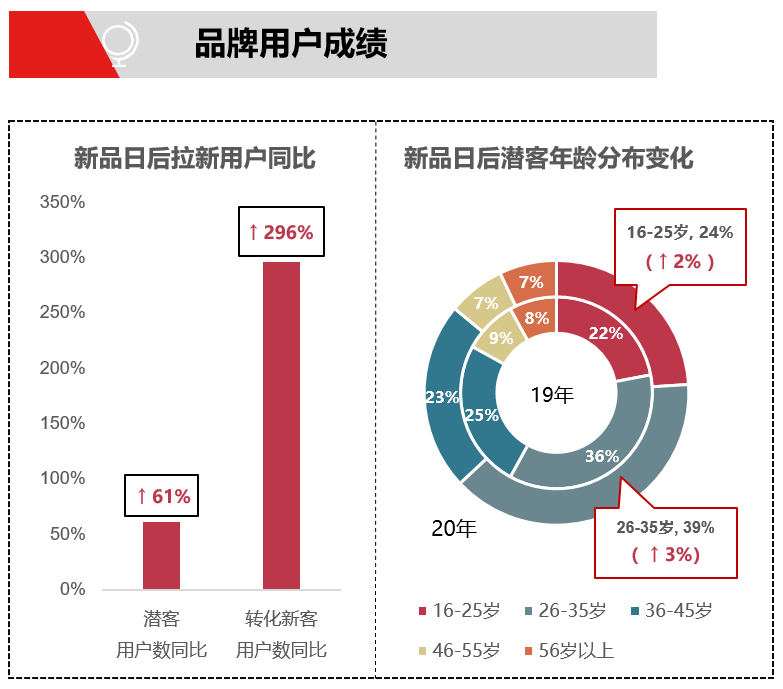 品牌用户成绩
新品日后拉新用户同比
350%
300%
250%
200%
150%
100%
50%
0%
↑61%
↑296%
潜客
用户数同比
转化新客
用户数同比
新品日后潜客年龄分布变化
16-25岁, 24%
(↑2% )
7%
7%
8%
9%
22%
23%
25%
19年
36%
20年
26-35岁, 39%
( ↑3%)
16-25岁
26-35岁
36-45岁
46-55岁
56岁以上